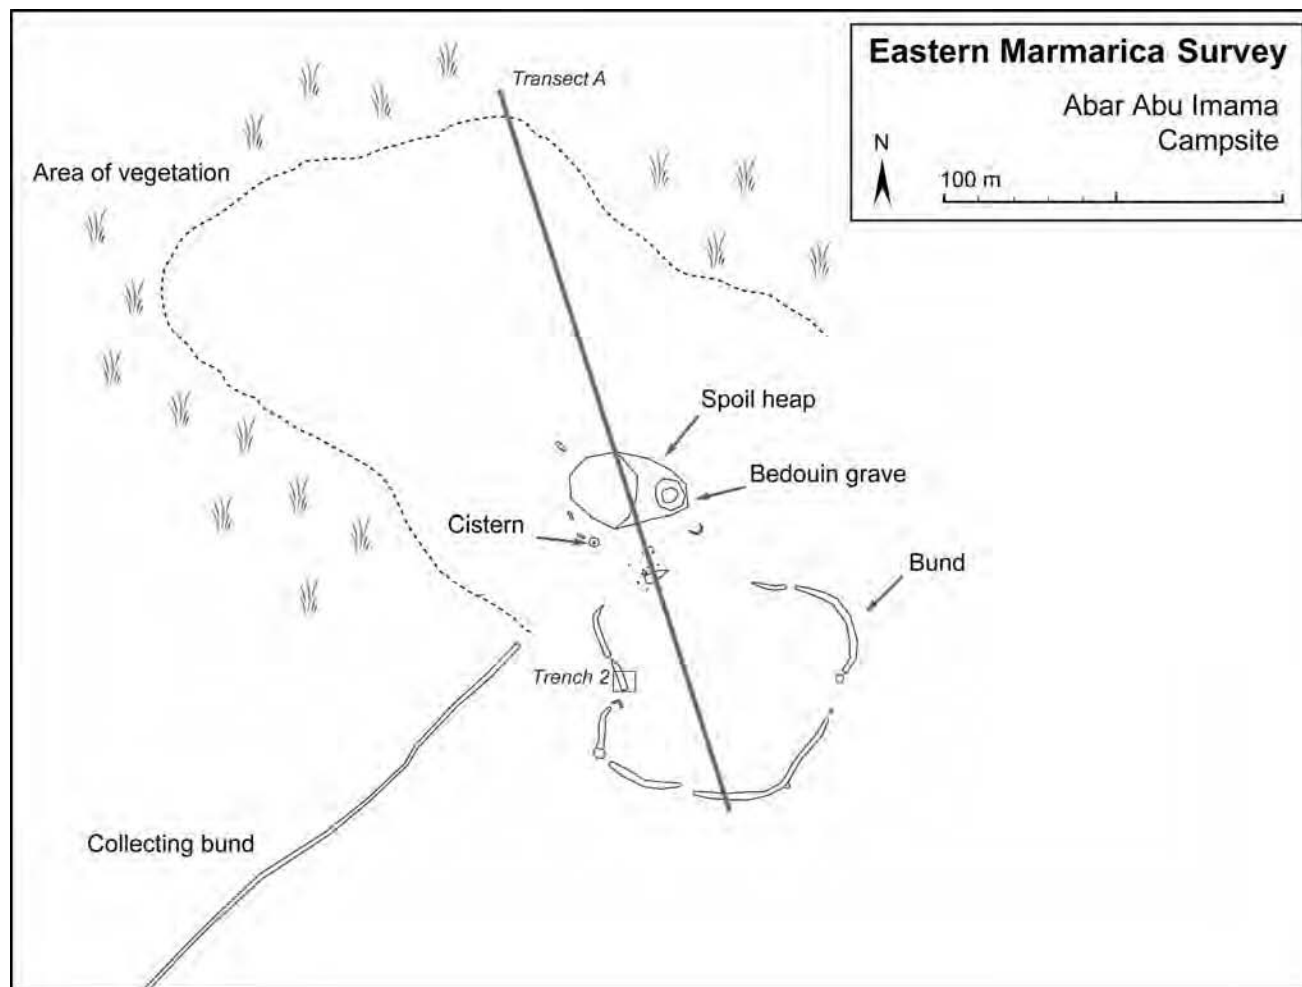 Eastern Marmarica Survey
Abar Abu Imama
Campsite
N
100 m
Transect A
Area of vegetation
Spoil heap
Bedouin grave
Cistern
Bund
Trench 2
Collecting bund